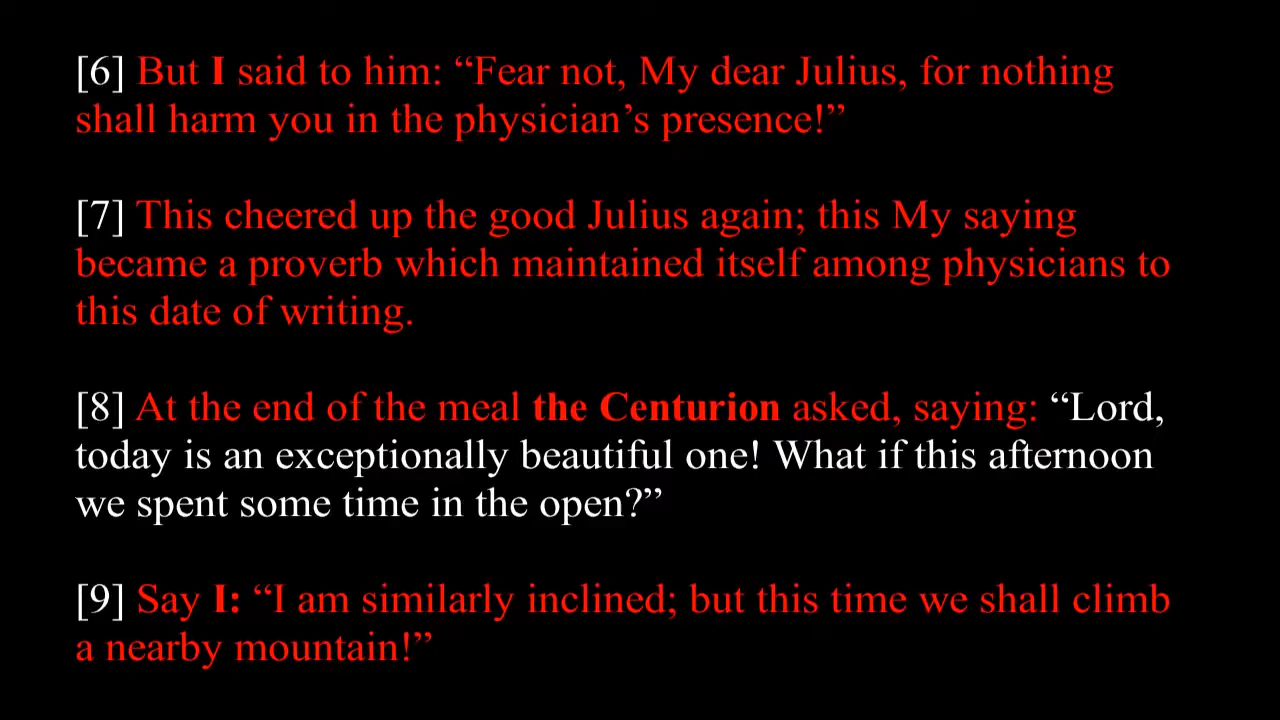 [6] But I said to him: “Fear not, My dear Julius, for nothing
shall harm you in the physician’s presence!”
[7] This cheered up the good Julius again; this My saying
became a proverb which maintained itself among physicians to
this date of writing.
[8] At the end of the meal the Centurion asked, saying: “Lord,
today is an exceptionally beautiful one! What if this afternoon
we spent some time in the open?”
[9] Say I: “I am similarly inclined; but this time we shall climb
a nearby mountain!”